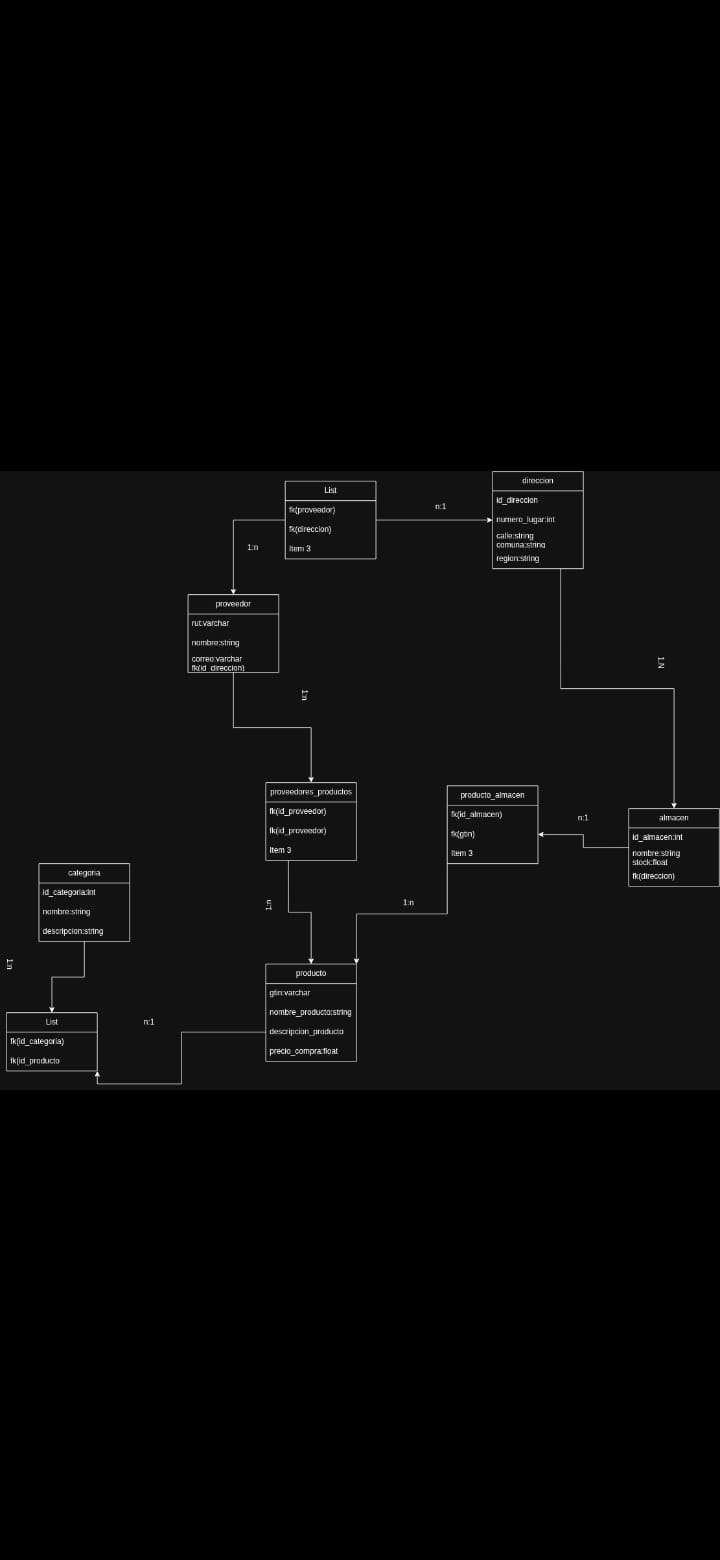 List
fk(proveedor)
fk(direccion)
Item 3
n:1
direccion
id_direccion
numero_lugar:int
calle:string
comuna:string
region:string
1:n
proveedor
rut:varchar
nombre:string
correo:varchar
fk(id_direccion)
1:n
1:N
proveedores_productos
fk(id_proveedor)
fk(id_proveedor)
Item 3
producto_almacen
fk(id_almacen)
fk(gtin)
Item 3
n:1
almacen
id_almacen:int
nombre:string
stock:float
fk(direccion)
categoria
id_categoria:int
nombre:string
descripcion:string
1:n
1:n
1:n
producto
gtin:varchar
nombre_producto:string
descripcion_producto
precio_compra:float
List
fk(id_categoria)
fk(id_producto
n:1